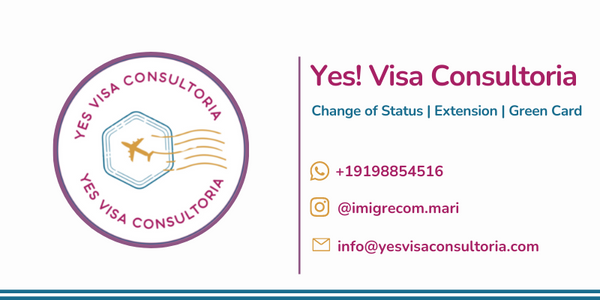 YES VISA CONSULTORIA
YES VISA CONSULTORIA
Yes! Visa Consultoria
Change of Status | Extension | Green Card
+19198854516
@imigrecom.mari
info@yesvisaconsultoria.com